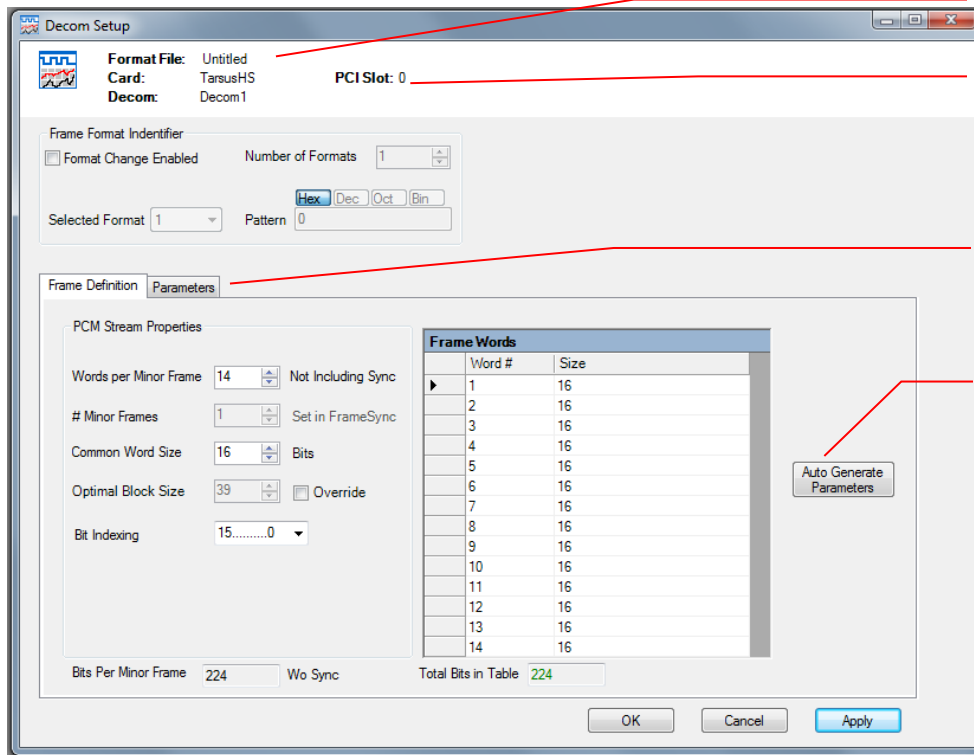 Decom Setup
Format File: Untitled
Card: TarsusHS PCI Slot: 0
Decom: Decom1
Frame Format Indentifier
Format Change Enabled Number of Formats 1
Hex Dec Oct Bin
Selected Format 1 Pattern 0
Frame Definition Parameters
PCM Stream Properties
Words per Minor Frame 14 Not Including Sync
# Minor Frames 1 Set in FrameSync
Common Word Size 16 Bits
Optimal Block Size 39 Override
Bit Indexing 15..........0
Bits Per Minor Frame 224 Wo Sync
Frame Words
Word # Size
1 16
2 16
3 16
4 16
5 16
6 16
7 16
8 16
9 16
10 16
11 16
12 16
13 16
14 16
Total Bits in Table 224
Auto Generate
Parameters
OK Cancel Apply